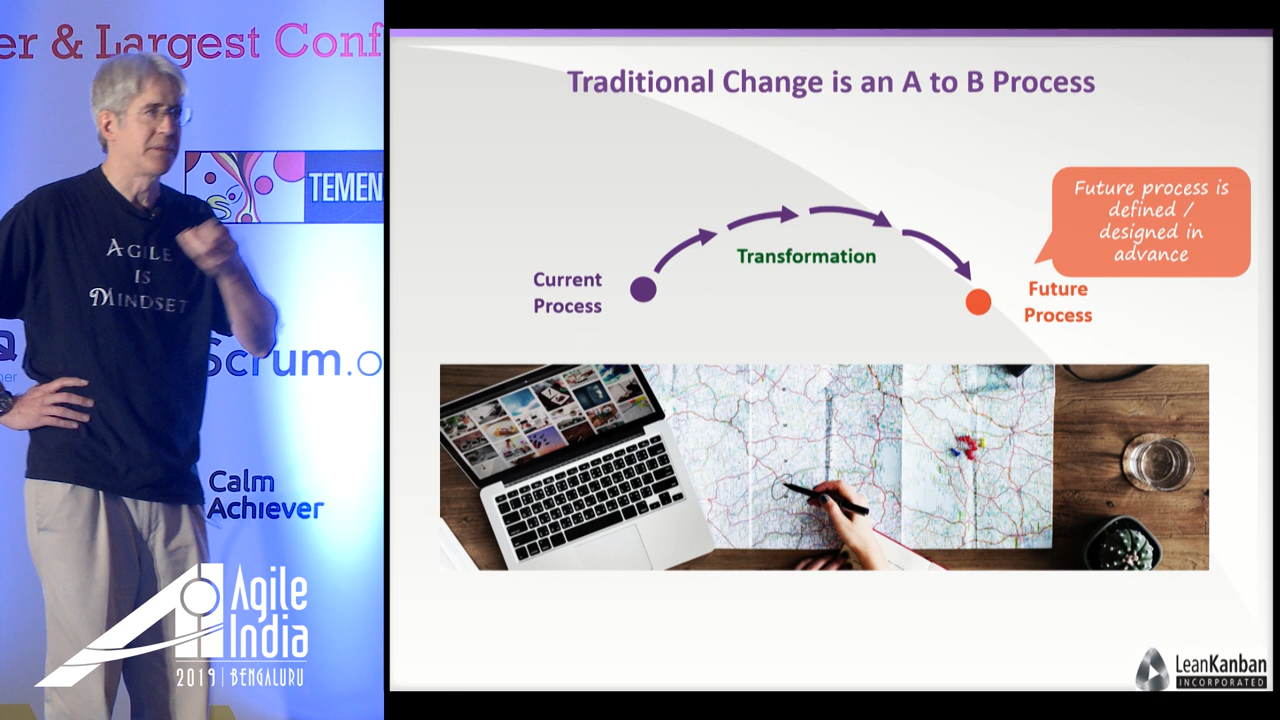 er & Largest Conf
TEMEN
AGILE
IS
MINDSET
Scrum.o
Calm
Achiever
Agile
India
2019 | BENGALURU
Traditional Change is an A to B Process
Future process is
defined /
designed in
advance
Transformation
Current
Process
Future
Process
LeanKanban
INCORPORATED